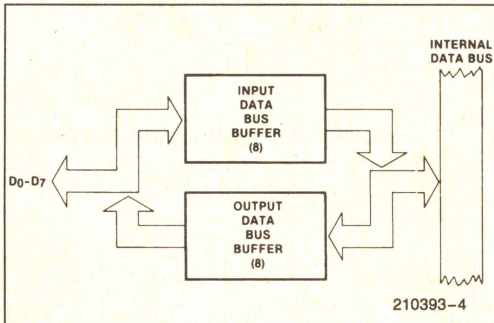 INTERNAL
DATA BUS
INPUT
DATA
BUS
BUFFER
(8)
D0-D7
OUTPUT
DATA
BUS
BUFFER
(8)
210393-4